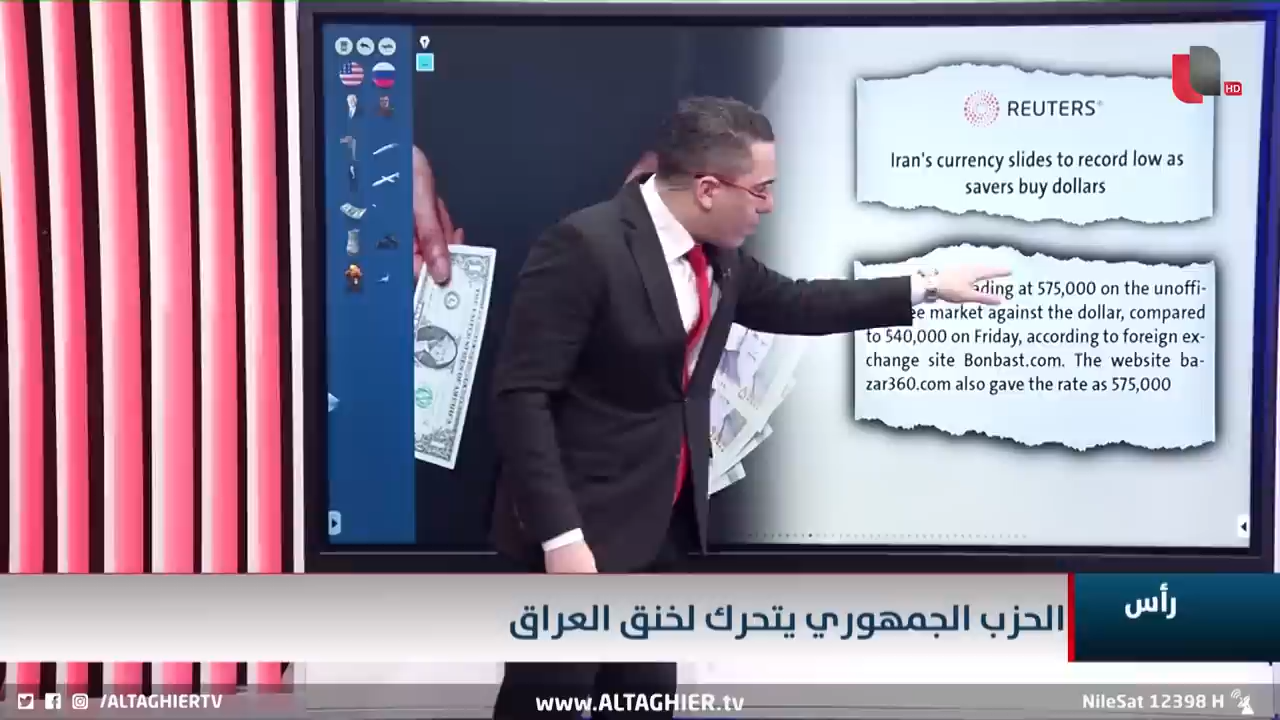 REUTERS
HD
Iran's currency slides to record low as
savers buy dollars
ading at 575,000 on the unoffi-
ee market against the dollar, compared
to 540,000 on Friday, according to foreign ex-
change site Bonbast.com. The website ba-
zar360.com also gave the rate as 575,000
رأس
الحزب الجمهوري يتحرك لخنق العراق
/ALTAGHIERTV
www.ALTAGHIER.tv
NileSat 12398 H